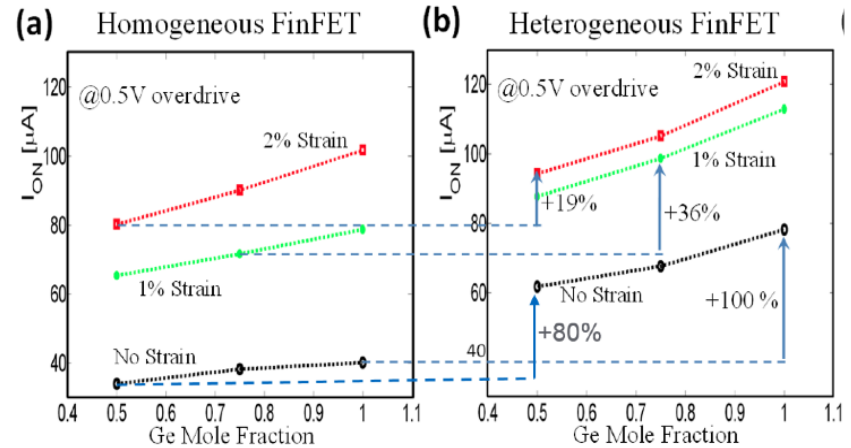 (a) Homogeneous FinFET
@0.5V overdrive
2% Strain
1% Strain
No Strain
I_ON [μA]
120
100
80
60
40
0.4 0.5 0.6 0.7 0.8 0.9 1 1.1
Ge Mole Fraction
(b) Heterogeneous FinFET
@0.5V overdrive
2% Strain
1% Strain
+19%
+36%
No Strain
+100 %
+80%
I_ON [μA]
120
100
80
60
40
0.4 0.5 0.6 0.7 0.8 0.9 1 1.1
Ge Mole Fraction